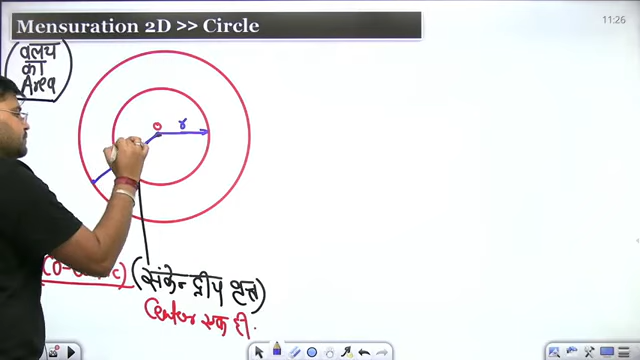 Mensuration 2D >> Circle
11:26
वलय
का
Area
O
r
(संकेन्द्रीय वृत्त)
Center एक ही